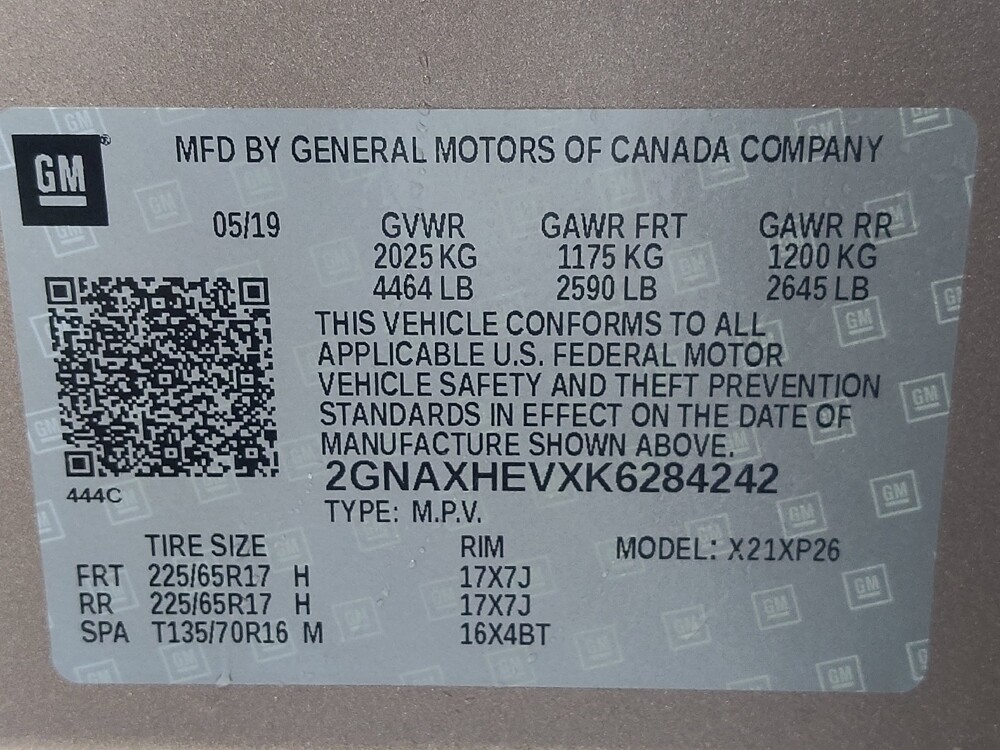 GM®
MFD BY GENERAL MOTORS OF CANADA COMPANY
05/19 GVWR GAWR FRT GAWR RR
2025 KG 1175 KG 1200 KG
4464 LB 2590 LB 2645 LB
THIS VEHICLE CONFORMS TO ALL
APPLICABLE U.S. FEDERAL MOTOR
VEHICLE SAFETY AND THEFT PREVENTION
STANDARDS IN EFFECT ON THE DATE OF
MANUFACTURE SHOWN ABOVE.
2GNAXHEVXK6284242
444C
TYPE: M.P.V.
TIRE SIZE RIM MODEL: X21XP26
FRT 225/65R17 H 17X7J
RR 225/65R17 H 17X7J
SPA T135/70R16 M 16X4BT